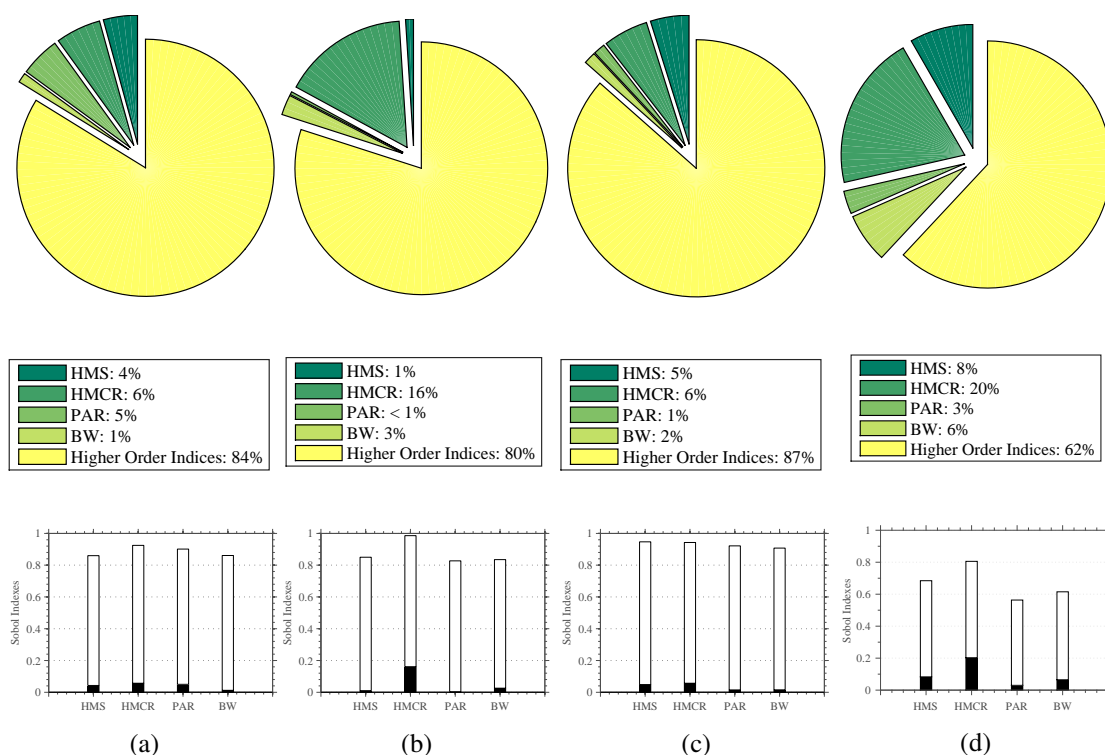 HMS: 4%
HMCR: 6%
PAR: 5%
BW: 1%
Higher Order Indices: 84%
HMS: 1%
HMCR: 16%
PAR: < 1%
BW: 3%
Higher Order Indices: 80%
HMS: 5%
HMCR: 6%
PAR: 1%
BW: 2%
Higher Order Indices: 87%
HMS: 8%
HMCR: 20%
PAR: 3%
BW: 6%
Higher Order Indices: 62%
Sobol Indexes
1
0.8
0.6
0.4
0.2
0
HMS HMCR PAR BW
(a)
Sobol Indexes
1
0.8
0.6
0.4
0.2
0
HMS HMCR PAR BW
(b)
Sobol Indexes
1
0.8
0.6
0.4
0.2
0
HMS HMCR PAR BW
(c)
Sobol Indexes
1
0.8
0.6
0.4
0.2
0
HMS HMCR PAR BW
(d)